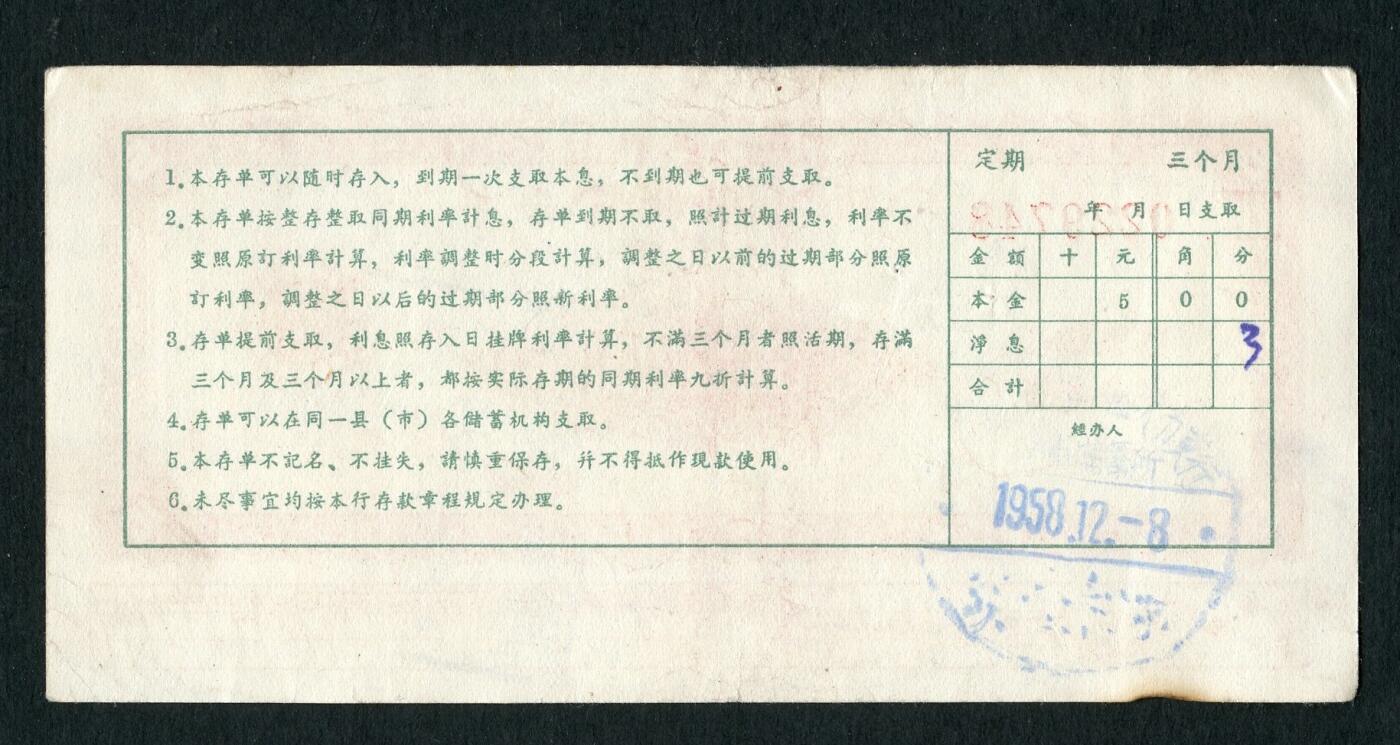 1.本存单可以随时存入，到期一次支取本息，不到期也可提前支取。
2.本存单按整存整取同期利率計息，存单到期不取，照計过期利息，利率不
变照原訂利率計算，利率調整时分段計算，調整之日以前的过期部分照原
訂利率，調整之日以后的过期部分照新利率。
3.存单提前支取，利息照存入日挂牌利率計算，不滿三个月者照活期，存滿
三个月及三个月以上者，都按实际存期的同期利率九折計算。
4.存单可以在同一县（市）各儲蓄机构支取。
5.本存单不記名、不挂失，請慎重保存，幷不得抵作現款使用。
6.未尽事宜均按本行存款章程規定办理。
定期 三个月
年 月 日支取
0229748
金額 十 元 角 分
本金 5 0 0
淨息 3
合計
經办人
1958.12.-8